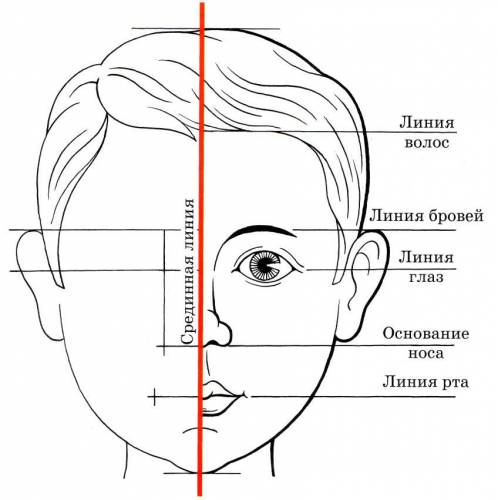 Линия
волос
Линия бровей
Линия
глаз
Основание
носа
Линия рта
Срединная линия